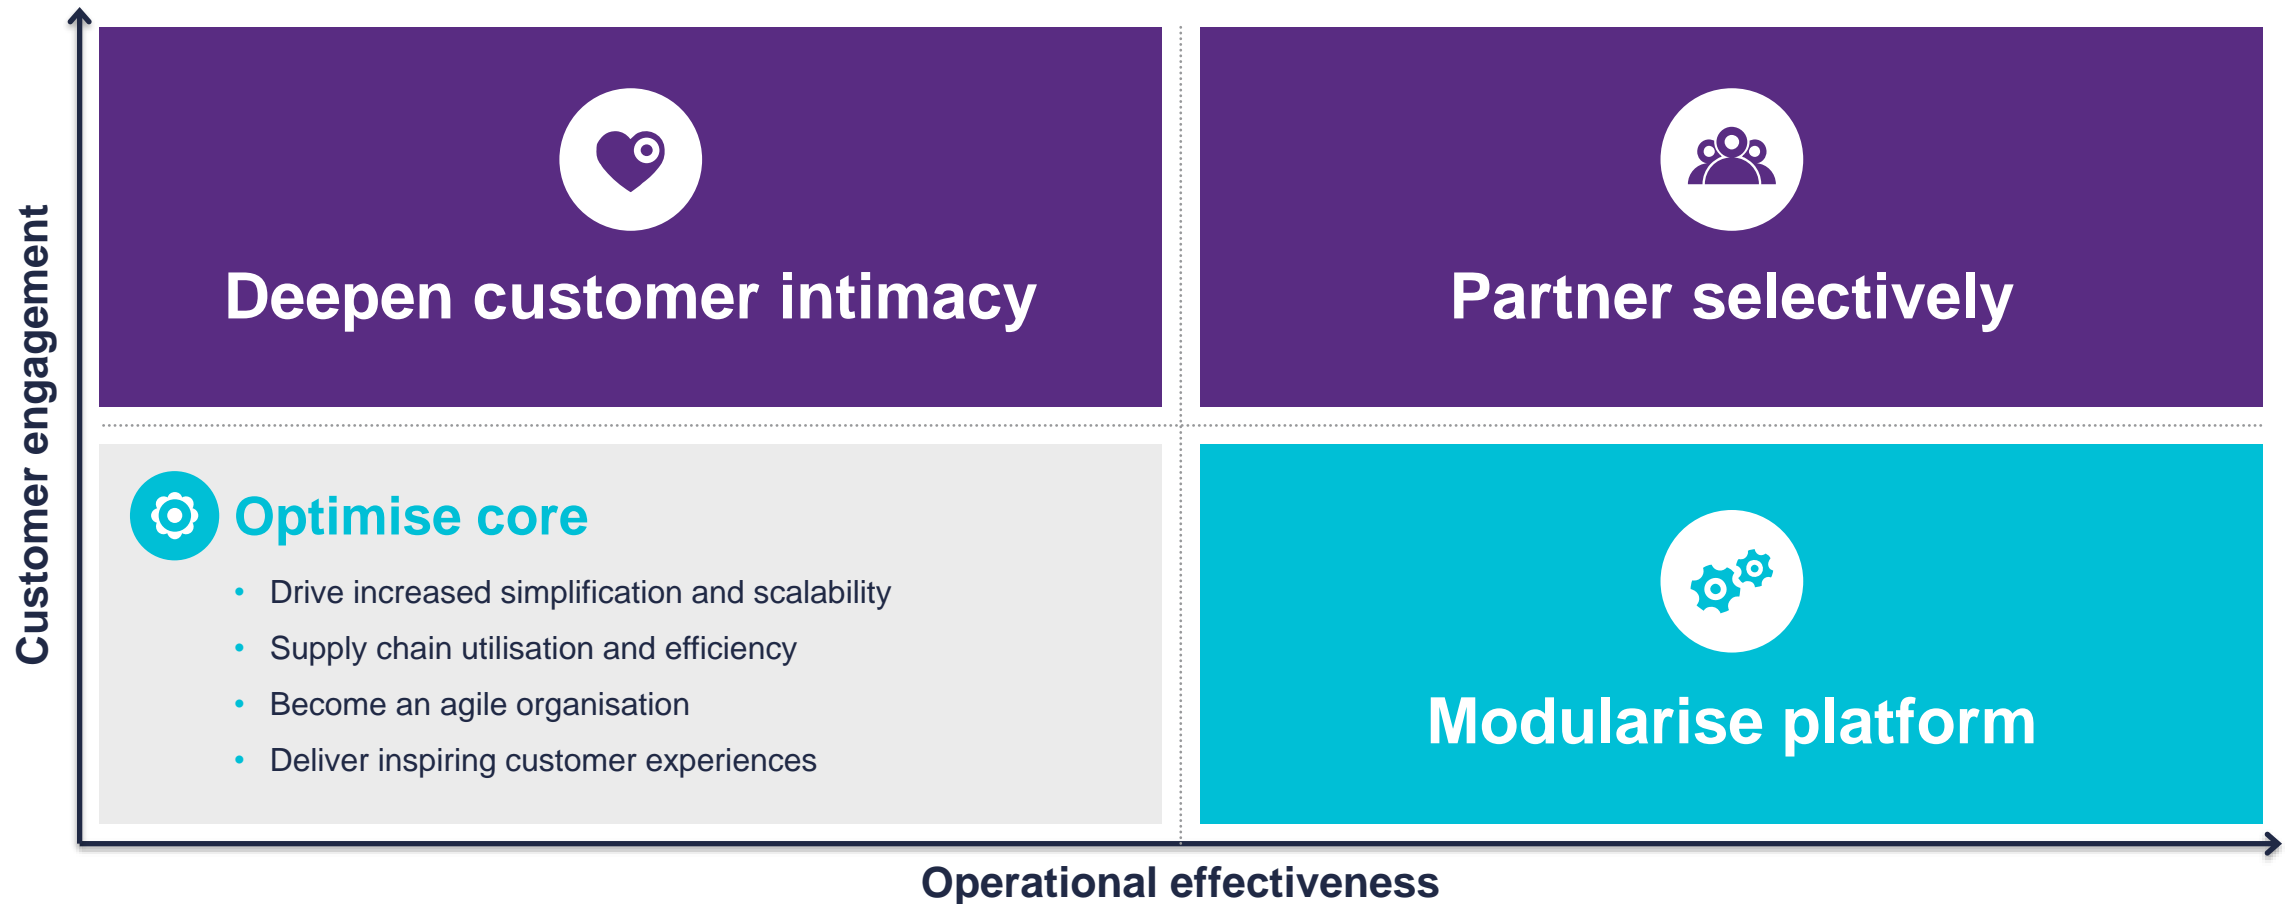 Customer engagement
Deepen customer intimacy
Partner selectively
Optimise core
• Drive increased simplification and scalability
• Supply chain utilisation and efficiency
• Become an agile organisation
• Deliver inspiring customer experiences
Modularise platform
Operational effectiveness